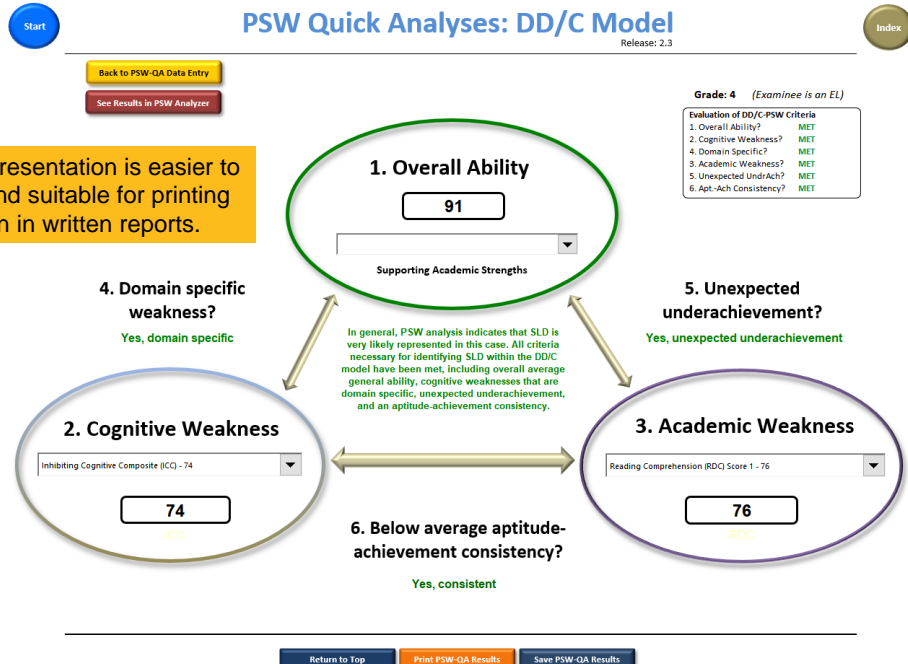 Start
PSW Quick Analyses: DD/C Model
Release: 2.3
Index
Back to PSW-QA Data Entry
See Results in PSW Analyzer
Grade: 4 (Examinee is an EL)
Evaluation of DD/C-PSW Criteria
1. Overall Ability? MET
2. Cognitive Weakness? MET
4. Domain Specific? MET
3. Academic Weakness? MET
5. Unexpected UndrAch? MET
6. Apt.-Ach Consistency? MET
resentation is easier to
nd suitable for printing
n in written reports.
1. Overall Ability
91
Supporting Academic Strengths
4. Domain specific
weakness?
Yes, domain specific
5. Unexpected
underachievement?
Yes, unexpected underachievement
In general, PSW analysis indicates that SLD is
very likely represented in this case. All criteria
necessary for identifying SLD within the DD/C
model have been met, including overall average
general ability, cognitive weaknesses that are
domain specific, unexpected underachievement,
and an aptitude-achievement consistency.
2. Cognitive Weakness
Inhibiting Cognitive Composite (ICC) - 74
74
3. Academic Weakness
Reading Comprehension (RDC) Score 1 - 76
76
6. Below average aptitude-
achievement consistency?
Yes, consistent
Return to Top
Print PSW-QA Results
Save PSW-QA Results